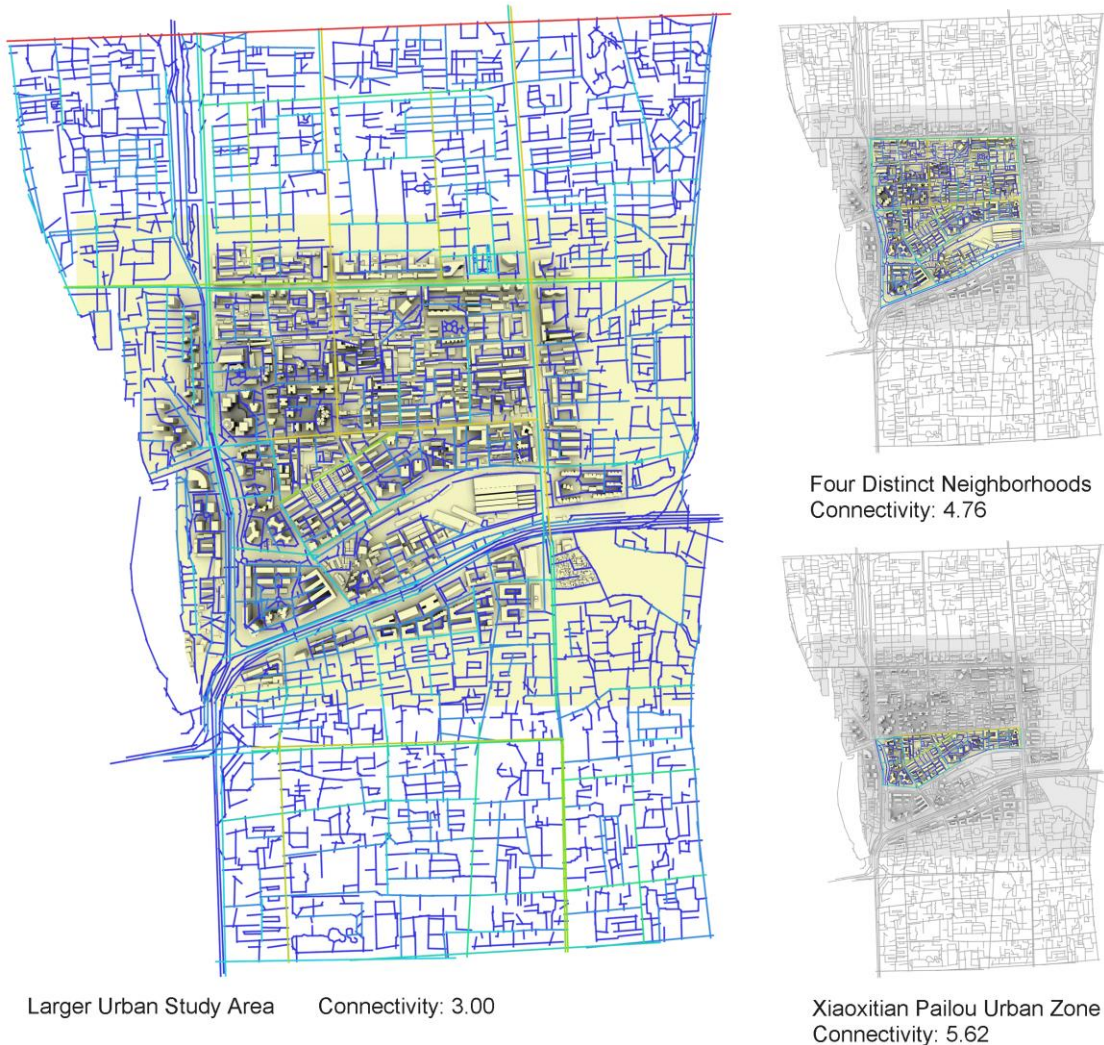 Four Distinct Neighborhoods
Connectivity: 4.76
Larger Urban Study Area Connectivity: 3.00
Xiaoxitian Pailou Urban Zone
Connectivity: 5.62